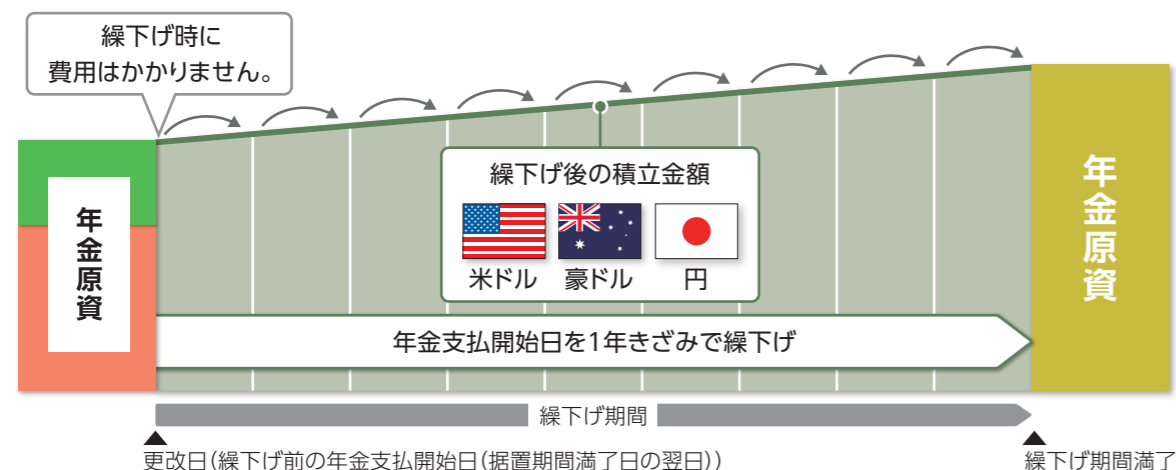 繰下げ時に
費用はかかりません。
年金原資
繰下げ後の積立金額
米ドル 豪ドル 円
年金支払開始日を1年きざみで繰下げ
年金原資
繰下げ期間
更改日(繰下げ前の年金支払開始日(据置期間満了日の翌日))
繰下げ期間満了